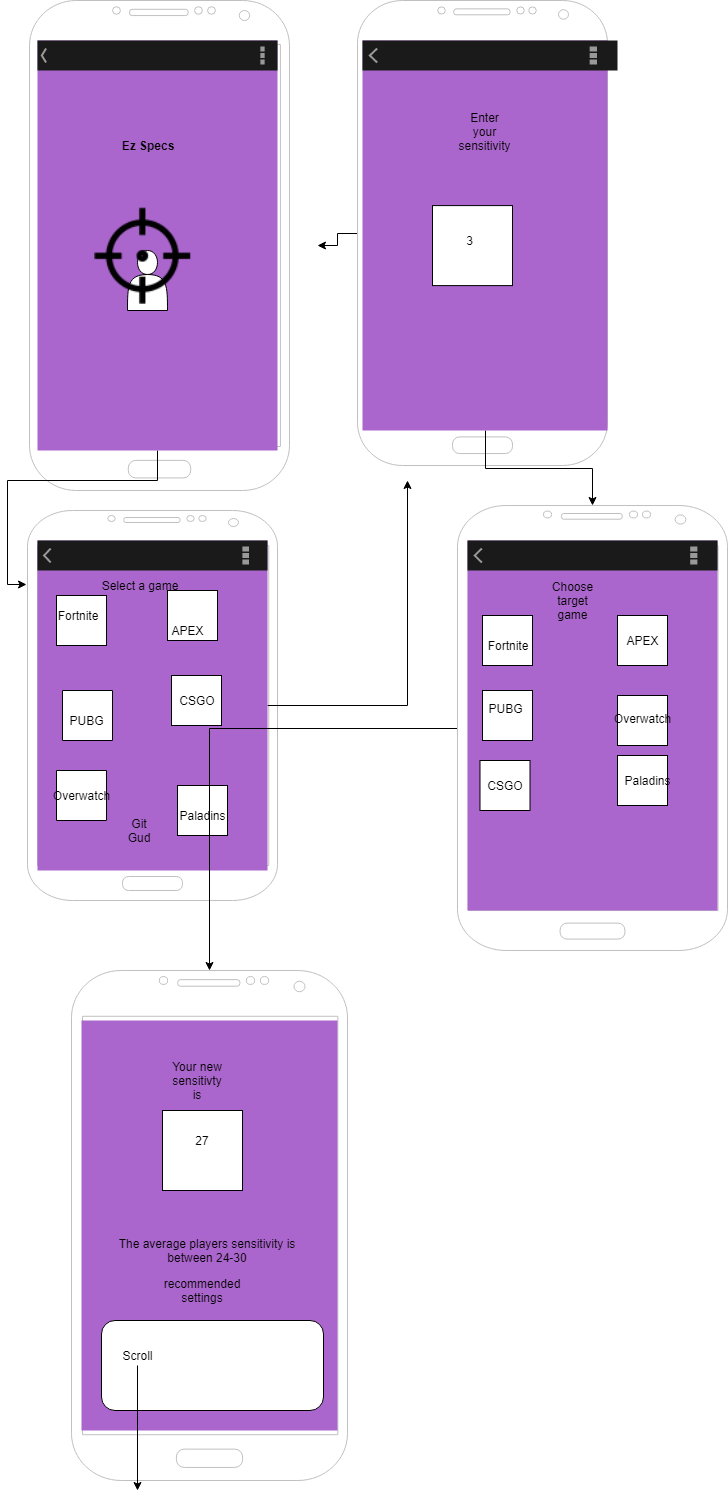 Ez Specs
Enter
your
sensitivity
3
Select a game
Fortnite
APEX
PUBG
CSGO
Overwatch
Paladins
Git
Gud
Choose
target
game
Fortnite
APEX
PUBG
Overwatch
CSGO
Paladins
Your new
sensitivty
is
27
The average players sensitivity is
between 24-30
recommended
settings
Scroll